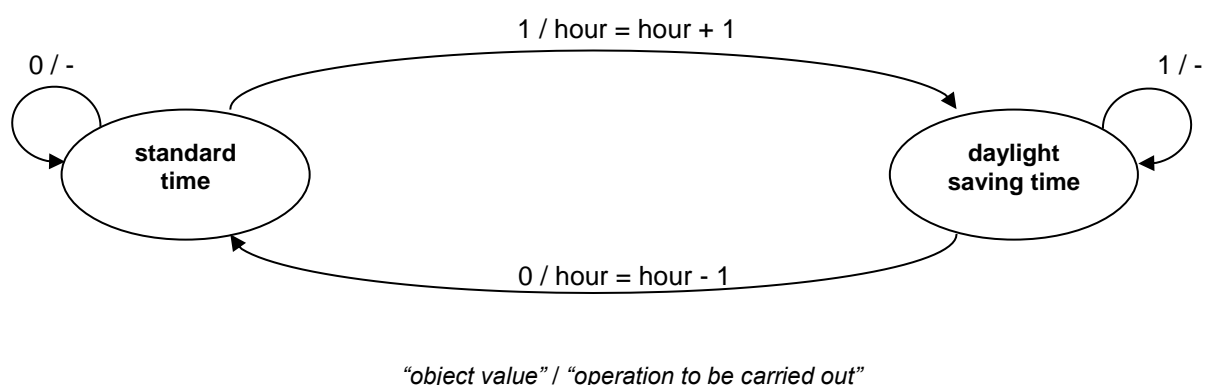 1 / hour = hour + 1
0 / -
1 / -
standard
time
daylight
saving time
0 / hour = hour - 1
“object value” / “operation to be carried out”